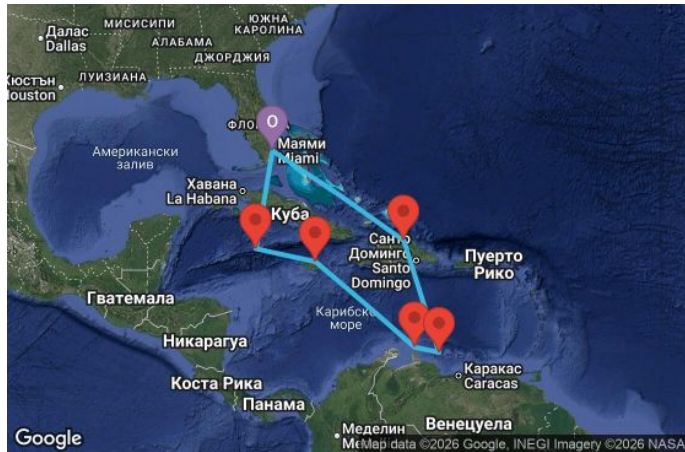 Далас
Dallas
МИСИСИПИ
АЛАБАМА
ЮЖНА
КАРОЛИНА
ДЖОРДЖИЯ
Хюстън
Houston
ЛУИЗИАНА
ФЛО
O
Маями
Miami
Американски
залив
Хавана
La Habana
Куба
Санто
Доминго
Santo
Domingo
Пуерто
Рико
Гватемала
Карибско
море
Никарагуа
Коста Рика
Каракас
Caracas
Панама
Венецуела
Меделин
Google
Map data ©2026 Google, INEGI Imagery ©2026 NASA